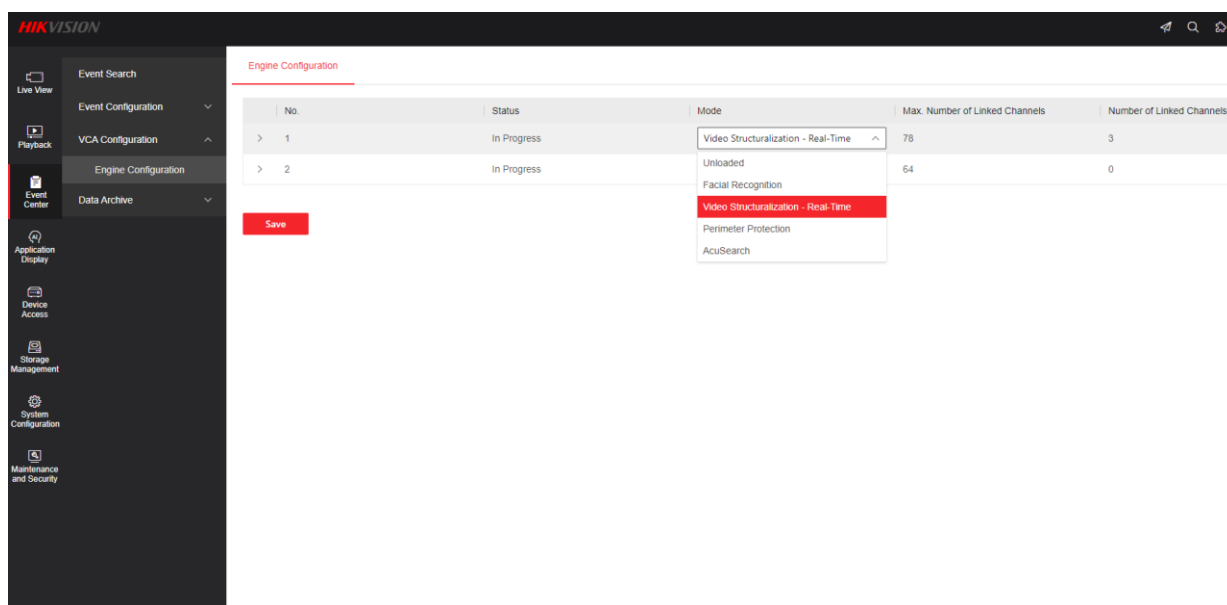 HIKVISION
Live View
Playback
Event
Center
Application
Display
Device
Access
Storage
Management
System
Configuration
Maintenance
and Security
Event Search
Event Configuration
VCA Configuration
Engine Configuration
Data Archive
Engine Configuration
No. Status Mode Max. Number of Linked Channels Number of Linked Channels
1 In Progress Video Structuralization - Real-Time 78 3
2 In Progress 64 0
Unloaded
Facial Recognition
Video Structuralization - Real-Time
Perimeter Protection
AcuSearch
Save